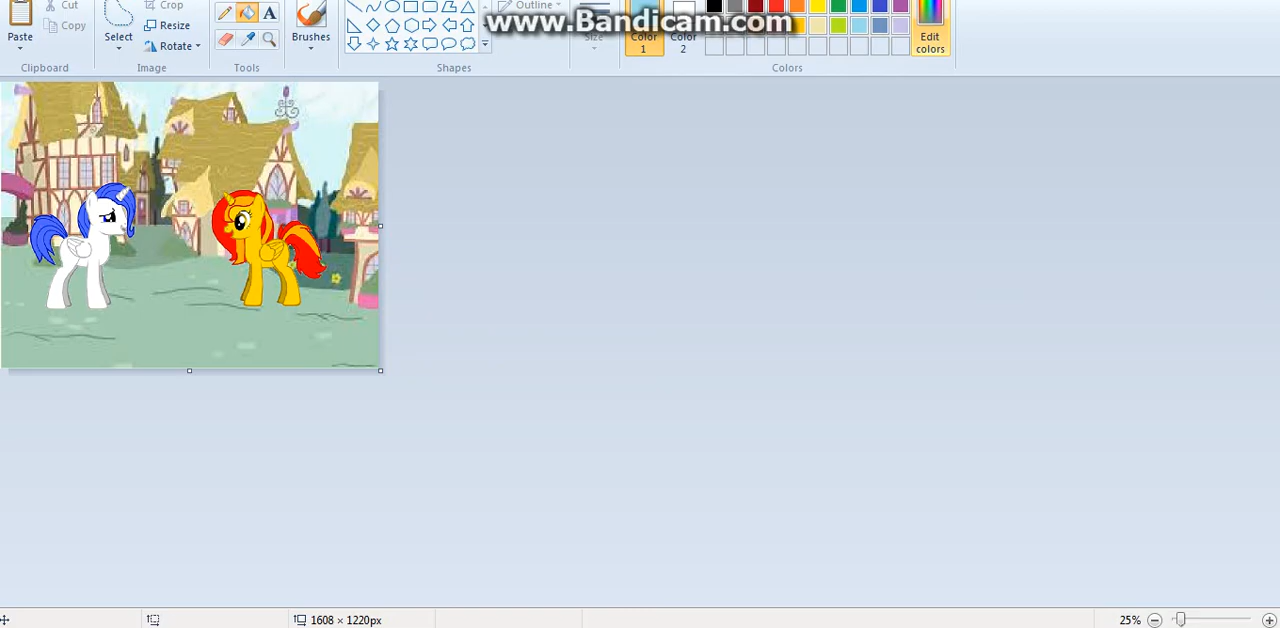 Cut
Crop
Outline
www.Bandicam.com
Paste
Copy
Select
Resize
Rotate
Brushes
Size
Color
1
Color
2
Edit
colors
Clipboard
Image
Tools
Shapes
Colors
A
1608 × 1220px
25%